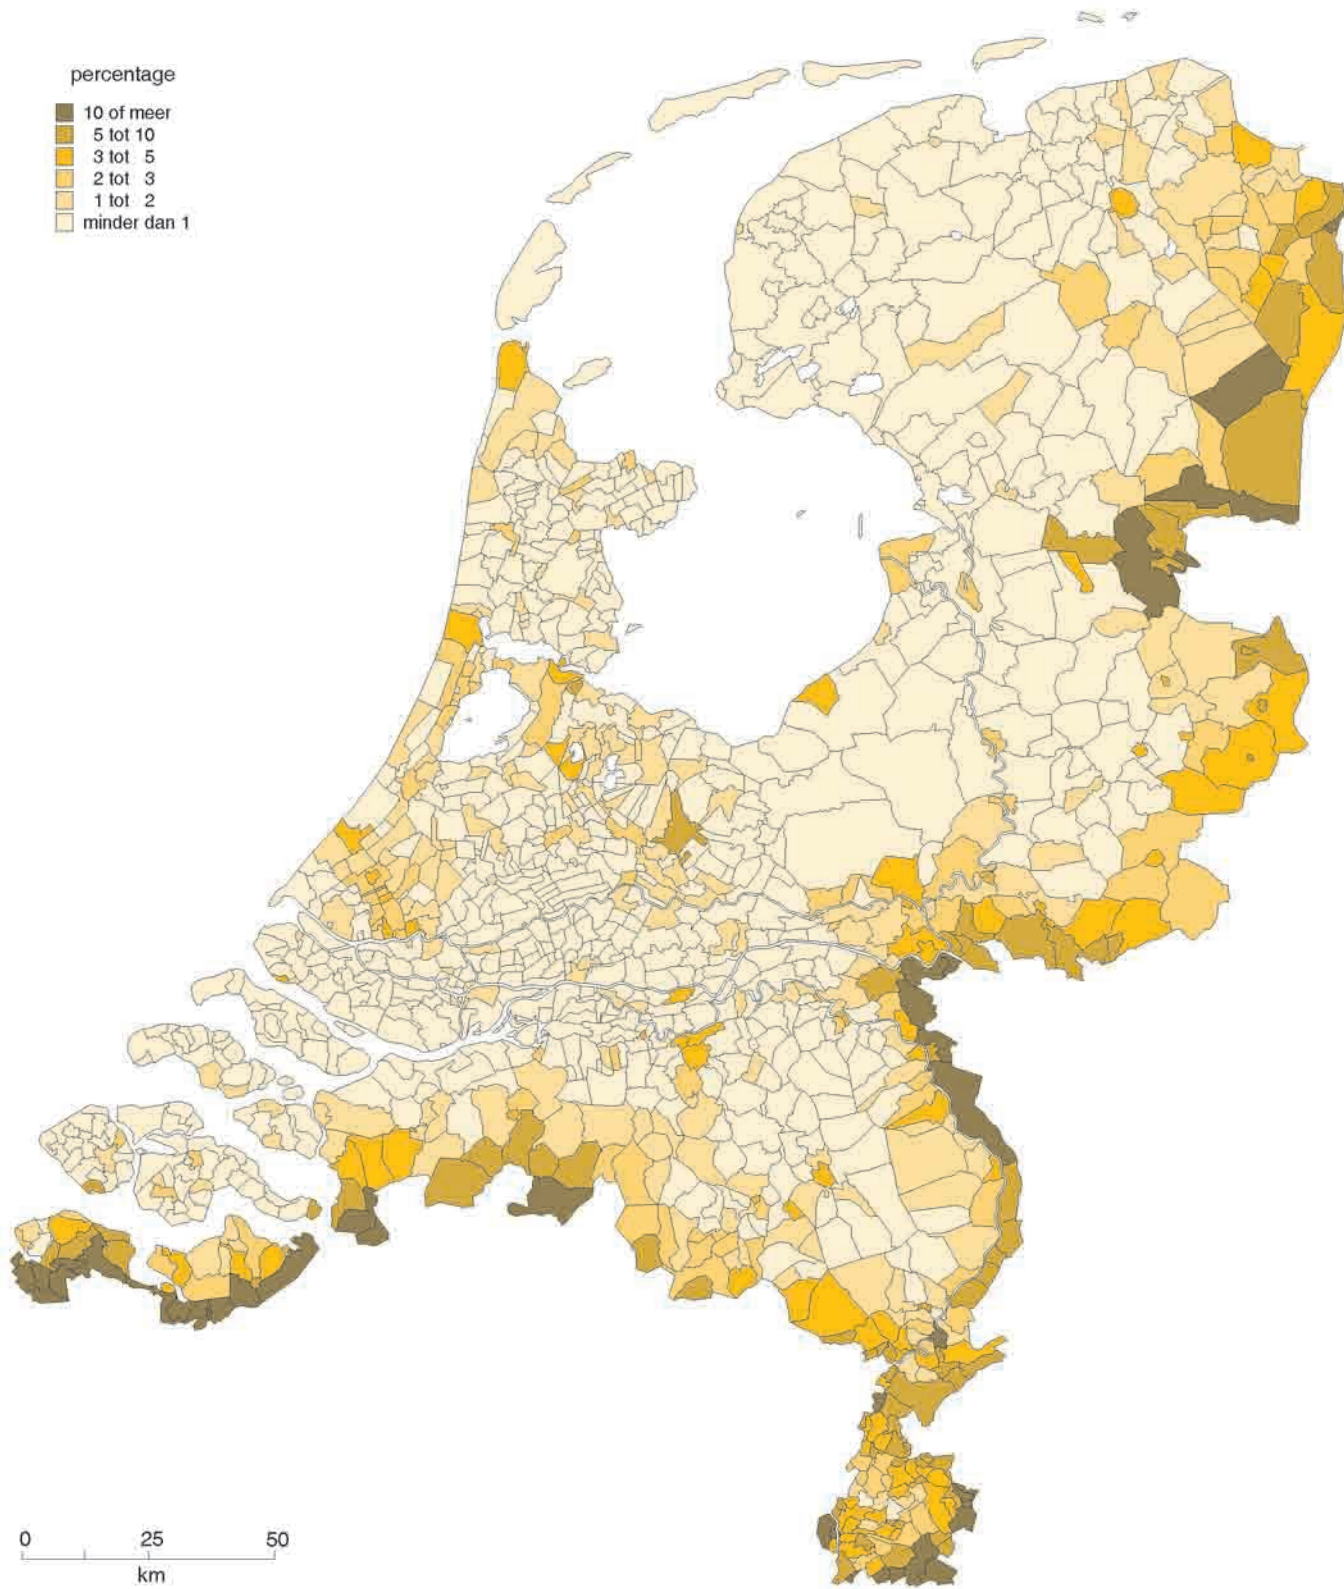 percentage
10 of meer
5 tot 10
3 tot 5
2 tot 3
1 tot 2
minder dan 1
0 25 50
km